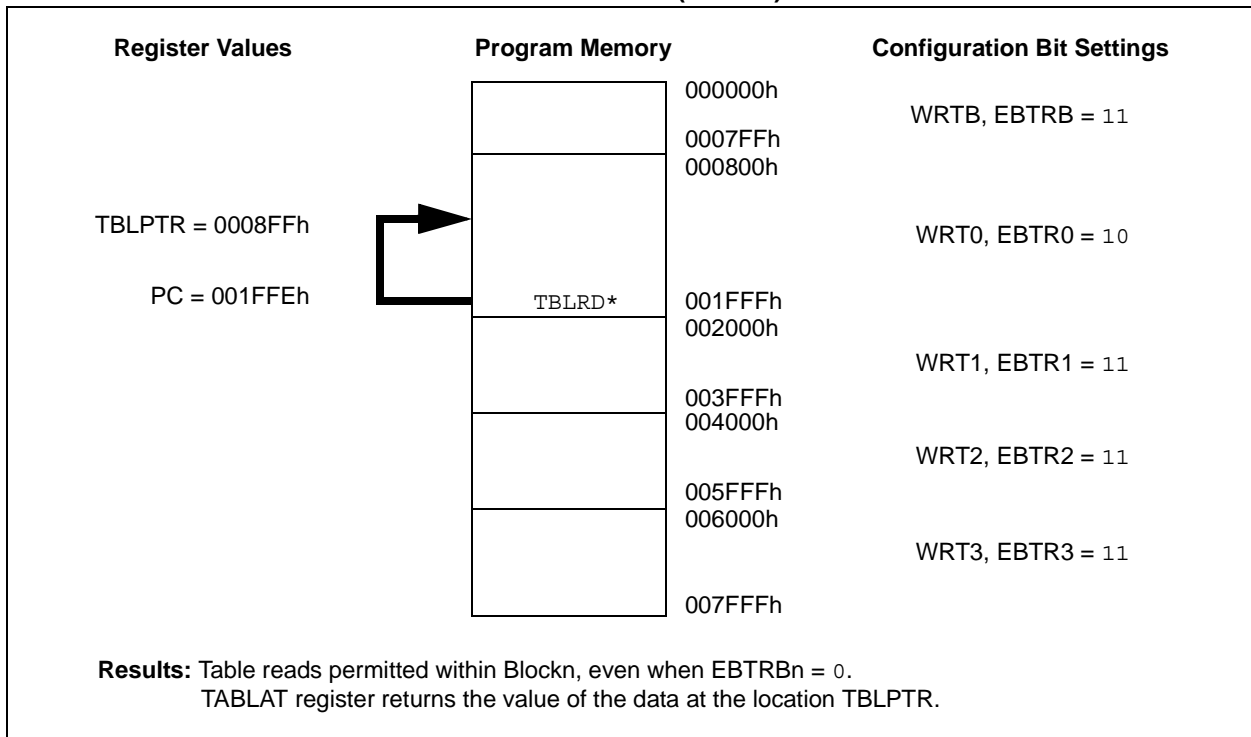 Register Values Program Memory Configuration Bit Settings
000000h
WRTB, EBTRB = 11
0007FFh
000800h
TBLPTR = 0008FFh
WRT0, EBTR0 = 10
PC = 001FFEh
TBLRD* 001FFFh
002000h
WRT1, EBTR1 = 11
003FFFh
004000h
WRT2, EBTR2 = 11
005FFFh
006000h
WRT3, EBTR3 = 11
007FFFh
Results: Table reads permitted within Blockn, even when EBTRBn = 0.
TABLAT register returns the value of the data at the location TBLPTR.